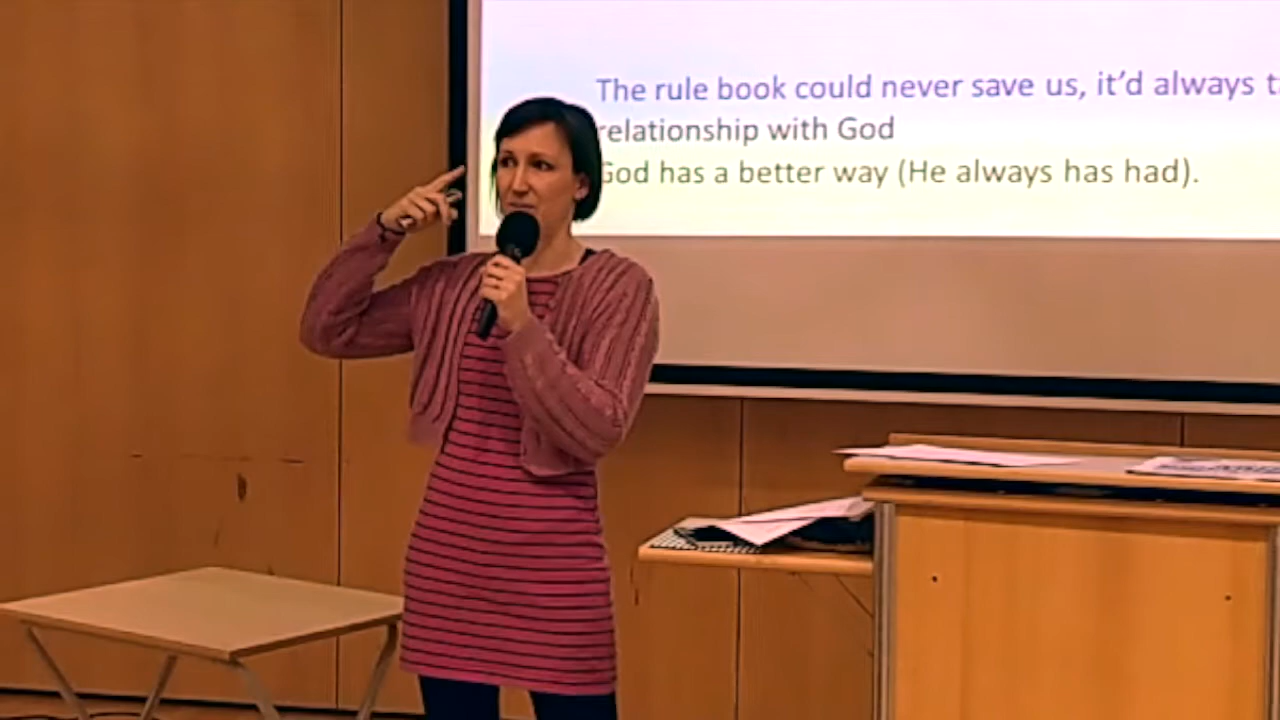 The rule book could never save us, it'd always
relationship with God
God has a better way (He always has had).